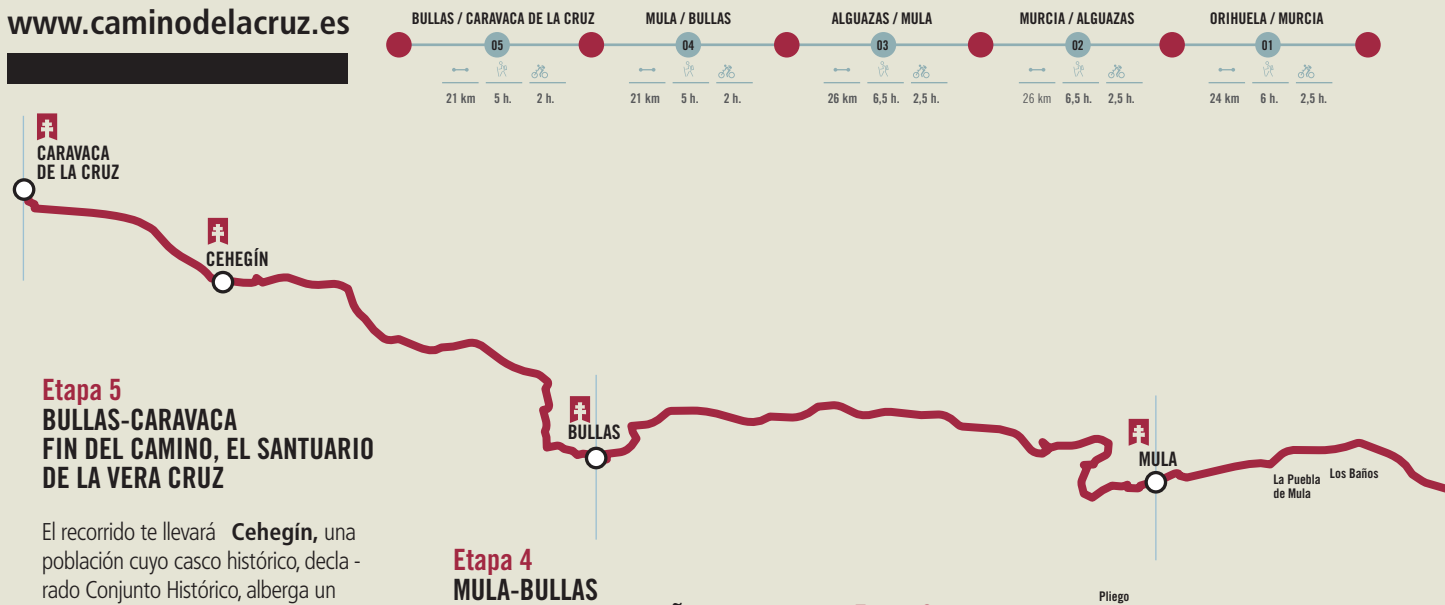 www.caminodelacruz.es
BULLAS / CARAVACA DE LA CRUZ
05
21 km 5 h. 2 h.
MULA / BULLAS
04
21 km 5 h. 2 h.
ALGUAZAS / MULA
03
26 km 6,5 h. 2,5 h.
MURCIA / ALGUAZAS
02
26 km 6,5 h. 2,5 h.
ORIHUELA / MURCIA
01
24 km 6 h. 2,5 h.
CARAVACA
DE LA CRUZ
CEHEGÍN
BULLAS
MULA
La Puebla
de Mula
Los Baños
Pliego
Etapa 5
BULLAS-CARAVACA
FIN DEL CAMINO, EL SANTUARIO
DE LA VERA CRUZ
El recorrido te llevará Cehegín, una
población cuyo casco histórico, decla -
rado Conjunto Histórico, alberga un
Etapa 4
MULA-BULLAS